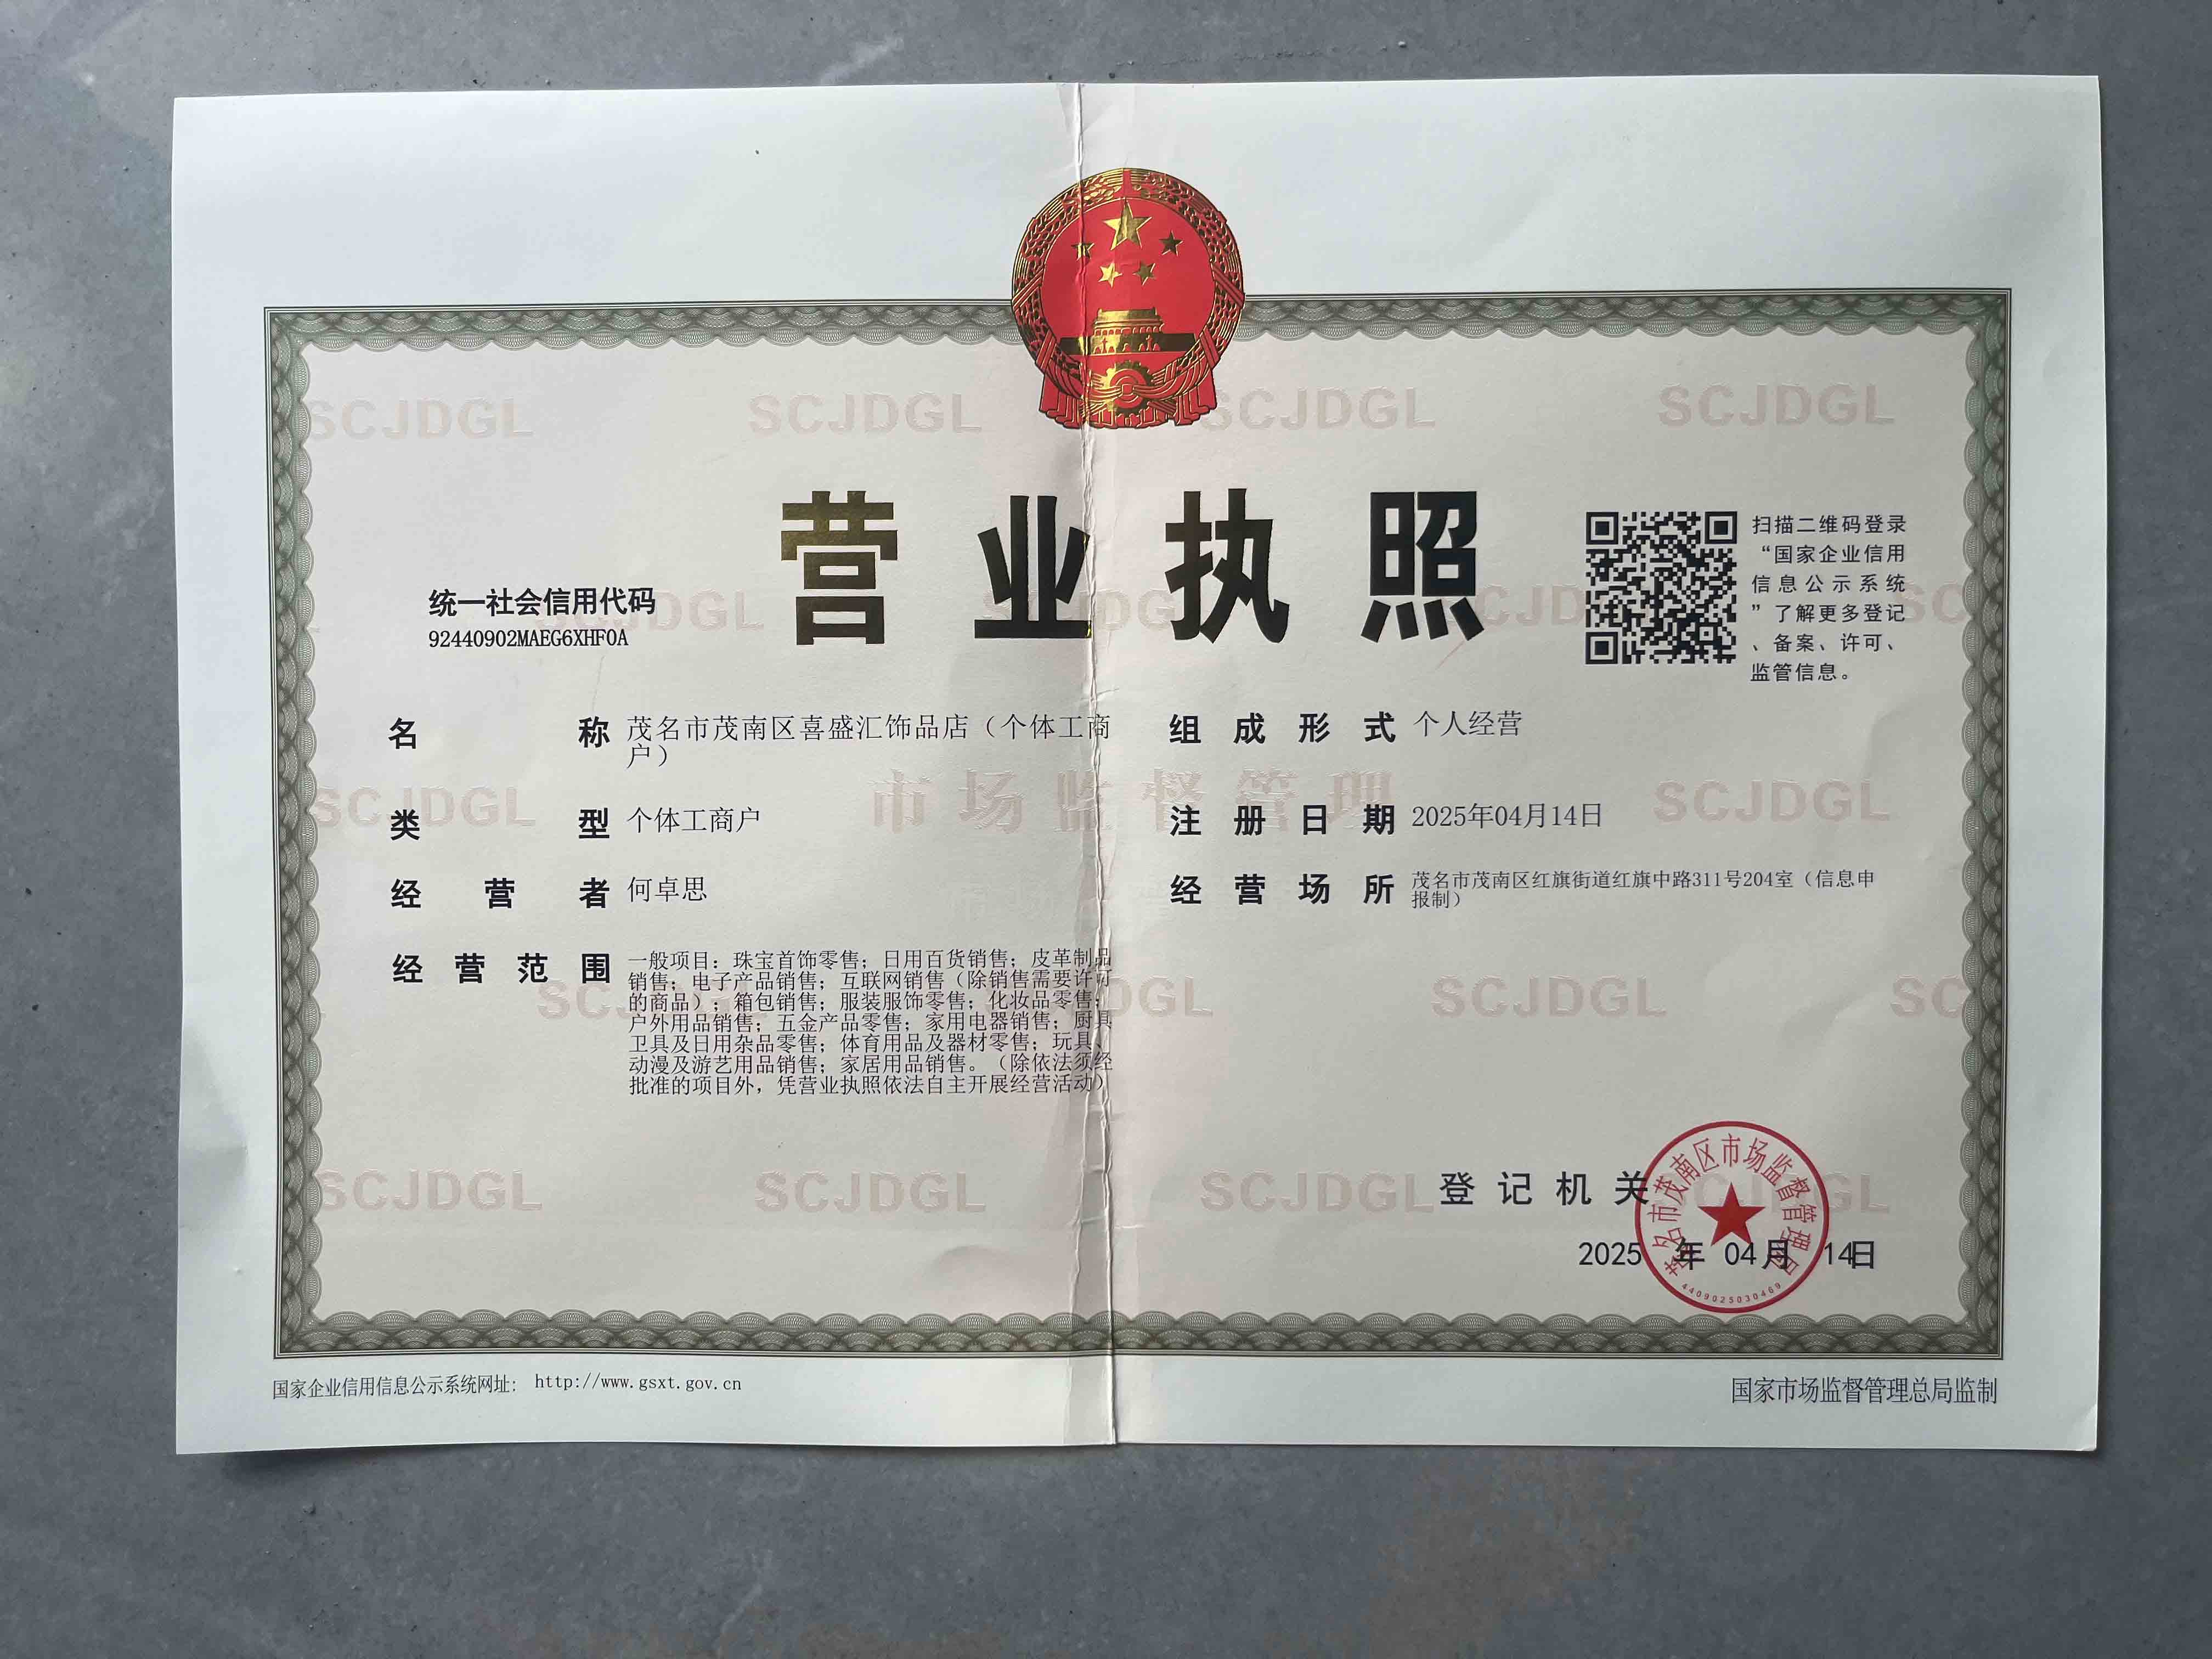 营业执照
统一社会信用代码
92440902MAEG6XHF0A
扫描二维码登录
“国家企业信用
信息公示系统
”了解更多登记
、备案、许可、
监管信息。
名称 茂名市茂南区喜盛汇饰品店（个体工商
户）
类型 个体工商户
经营者 何卓思
经营范围 一般项目：珠宝首饰零售；日用百货销售；皮革制品
销售；电子产品销售；互联网销售（除销售需要许可
的商品）；箱包销售；服装服饰零售；化妆品零售；
户外用品销售；五金产品零售；家用电器销售；厨具
卫具及日用杂品零售；体育用品及器材零售；玩具、
动漫及游艺用品销售；家居用品销售。（除依法须经
批准的项目外，凭营业执照依法自主开展经营活动）
组成形式 个人经营
注册日期 2025年04月14日
经营场所 茂名市茂南区红旗街道红旗中路311号204室（信息申
报制）
市场监督管理
SCJDGL
登记机关
茂名市茂南区市场监督管理局
4409025030469
2025 年 04月 14日
国家企业信用信息公示系统网址： http://www.gsxt.gov.cn
国家市场监督管理总局监制